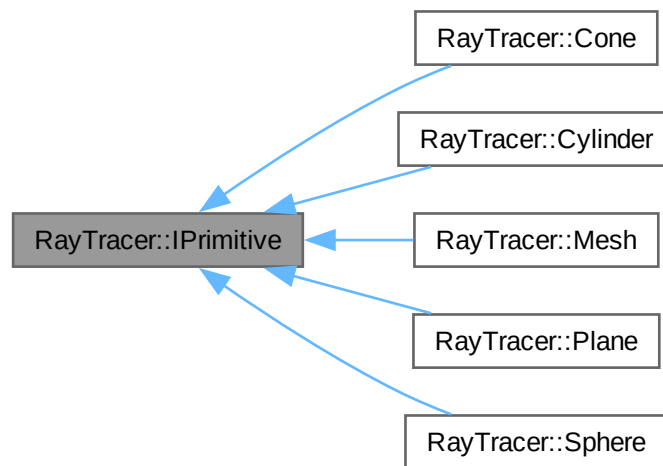 RayTracer::Cone
RayTracer::Cylinder
RayTracer::IPrimitive
RayTracer::Mesh
RayTracer::Plane
RayTracer::Sphere